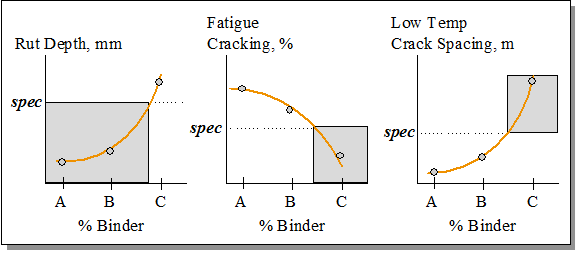 Rut Depth, mm
spec
A B C
% Binder
Fatigue
Cracking, %
spec
A B C
% Binder
Low Temp
Crack Spacing, m
spec
A B C
% Binder